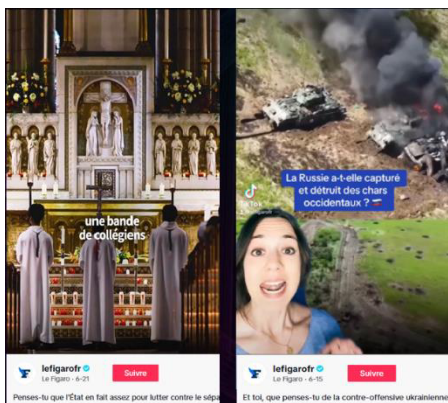 une bande
de collégiens
lefigarofr
Le Figaro · 6-21
Suivre
Penses-tu que l'État en fait assez pour lutter contre le sépa
La Russie a-t-elle capturé
et détruit des chars
occidentaux ?
TikTok
lefigarofr
Le Figaro · 6-15
Suivre
Et toi, que penses-tu de la contre-offensive ukrainienne